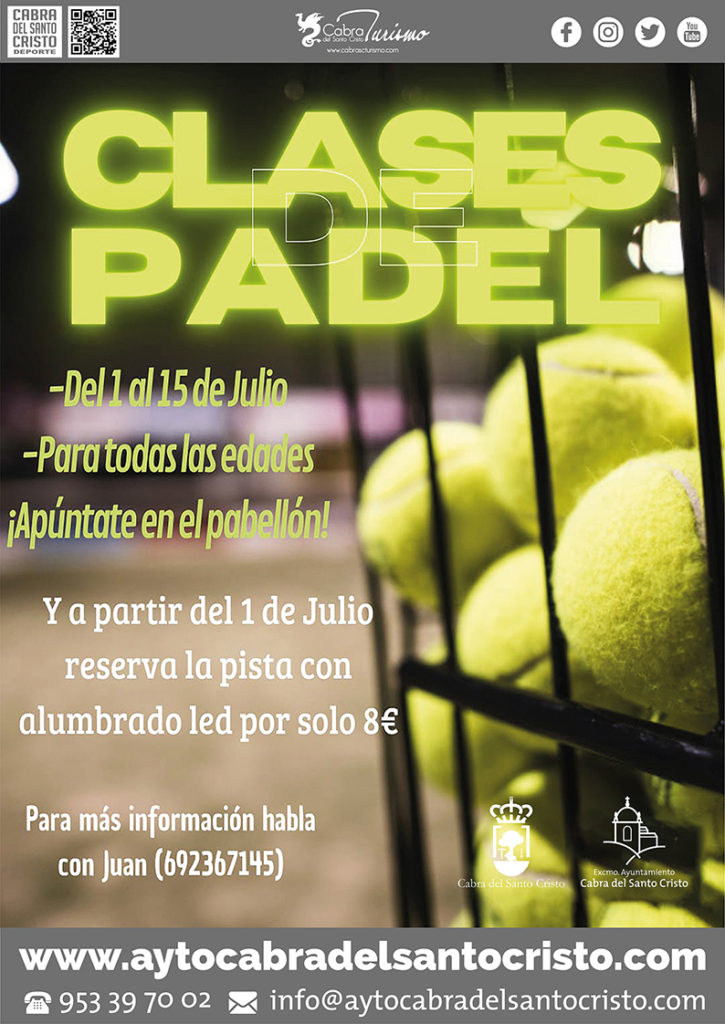 CABRA
DEL SANTO
CRISTO
DEPORTE
Cabra Turismo
del Santo Cristo
www.cabrascturismo.com
You
Tube
CLASES
DE
PADEL
-Del 1 al 15 de Julio
-Para todas las edades
¡Apúntate en el pabellón!
Y a partir del 1 de Julio
reserva la pista con
alumbrado led por solo 8€
Para más información habla
con Juan (692367145)
Cabra del Santo Cristo
Excmo. Ayuntamiento
Cabra del Santo Cristo
www.aytocabradelsantocristo.com
953 39 70 02 info@aytocabradelsantocristo.com